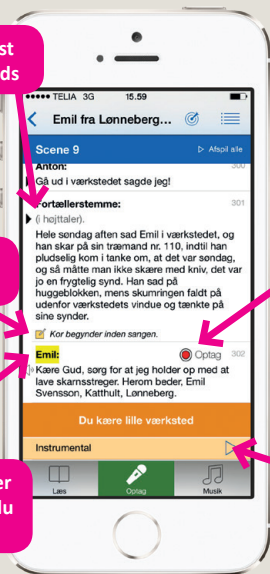 st
ds
TELIA 3G 15.59
Emil fra Lønneberg...
Scene 9 Afspil alle
Anton: 300
Gå ud i værkstedet sagde jeg!
Fortællerstemme: 301
(i højttaler).
Hele søndag aften sad Emil i værkstedet, og
han skar på sin træmand nr. 110, indtil han
pludselig kom i tanke om, at det var søndag,
og så måtte man ikke skære med kniv, det var
jo en frygtelig synd. Han sad på
huggeblokken, mens skumringen faldt på
udenfor værkstedets vindue og tænkte på
sine synder.
Kor begynder inden sangen.
Emil: Optag 302
Kære Gud, sørg for at jeg holder op med at
lave skarnsstreger. Herom beder, Emil
Svensson, Katthult, Lønneberg.
Du kære lille værksted
Instrumental
er
du
Læs Optag Musik